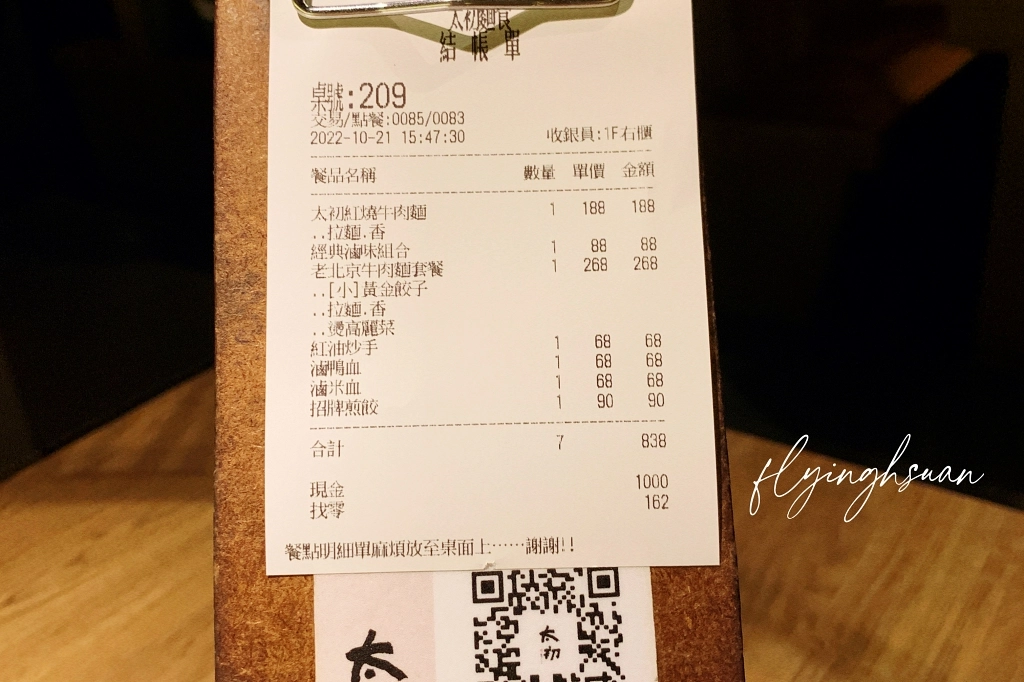 結帳單
桌號:209
交易/點餐:0085/0083
2022-10-21 15:47:30 收銀員:1F右櫃
餐品名稱 數量 單價 金額
太初紅燒牛肉麵 1 188 188
..拉麵.香
經典滷味組合 1 88 88
老北京牛肉麵套餐 1 268 268
..[小]黃金餃子
..拉麵.香
..燙高麗菜
紅油炒手 1 68 68
滷鴨血 1 68 68
滷米血 1 68 68
招牌煎餃 1 90 90
合計 7 838
現金 1000
找零 162
餐點明細單麻煩放至桌面上……謝謝!!
flyinghsuan
太初
太